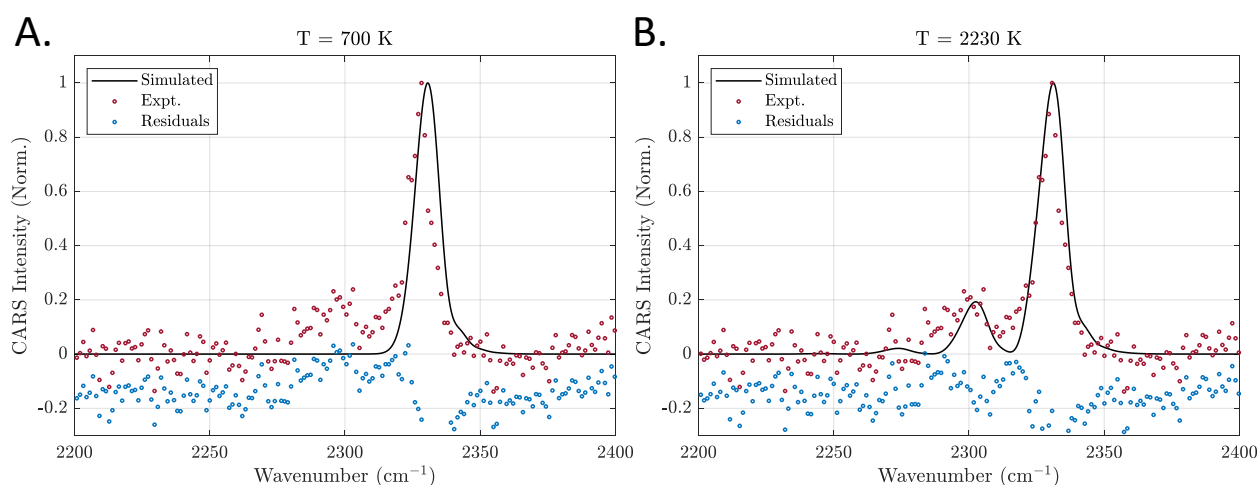 A.
T = 700 K
Simulated
Expt.
Residuals
CARS Intensity (Norm.)
1
0.8
0.6
0.4
0.2
0
-0.2
2200
2250
2300
2350
2400
Wavenumber (cm⁻¹)
B.
T = 2230 K
Simulated
Expt.
Residuals
CARS Intensity (Norm.)
1
0.8
0.6
0.4
0.2
0
-0.2
2200
2250
2300
2350
2400
Wavenumber (cm⁻¹)